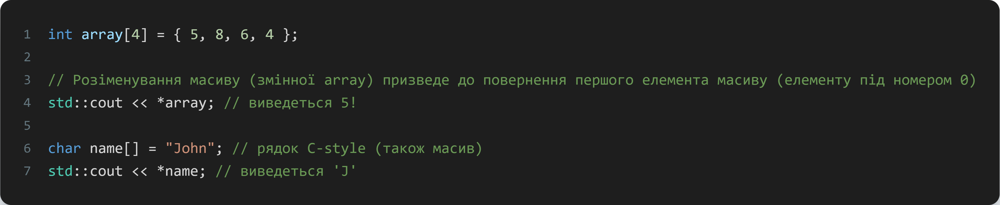 1 int array[4] = { 5, 8, 6, 4 };
2
3 // Розіменування масиву (змінної array) призведе до повернення першого елемента масиву (елементу під номером 0)
4 std::cout << *array; // виведеться 5!
5
6 char name[] = "John"; // рядок C-style (також масив)
7 std::cout << *name; // виведеться 'J'